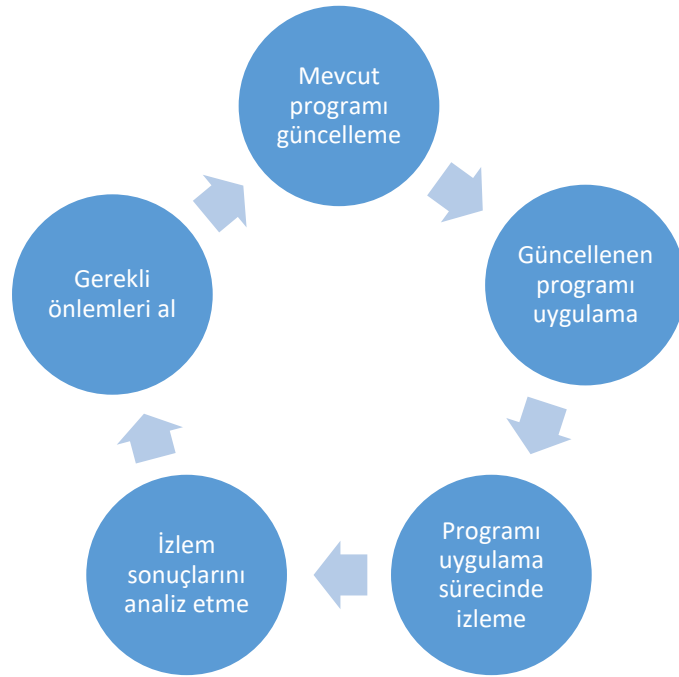 Mevcut
programı
güncelleme
Güncellenen
programı
uygulama
Programı
uygulama
sürecinde
izleme
İzlem
sonuçlarını
analiz etme
Gerekli
önlemleri al